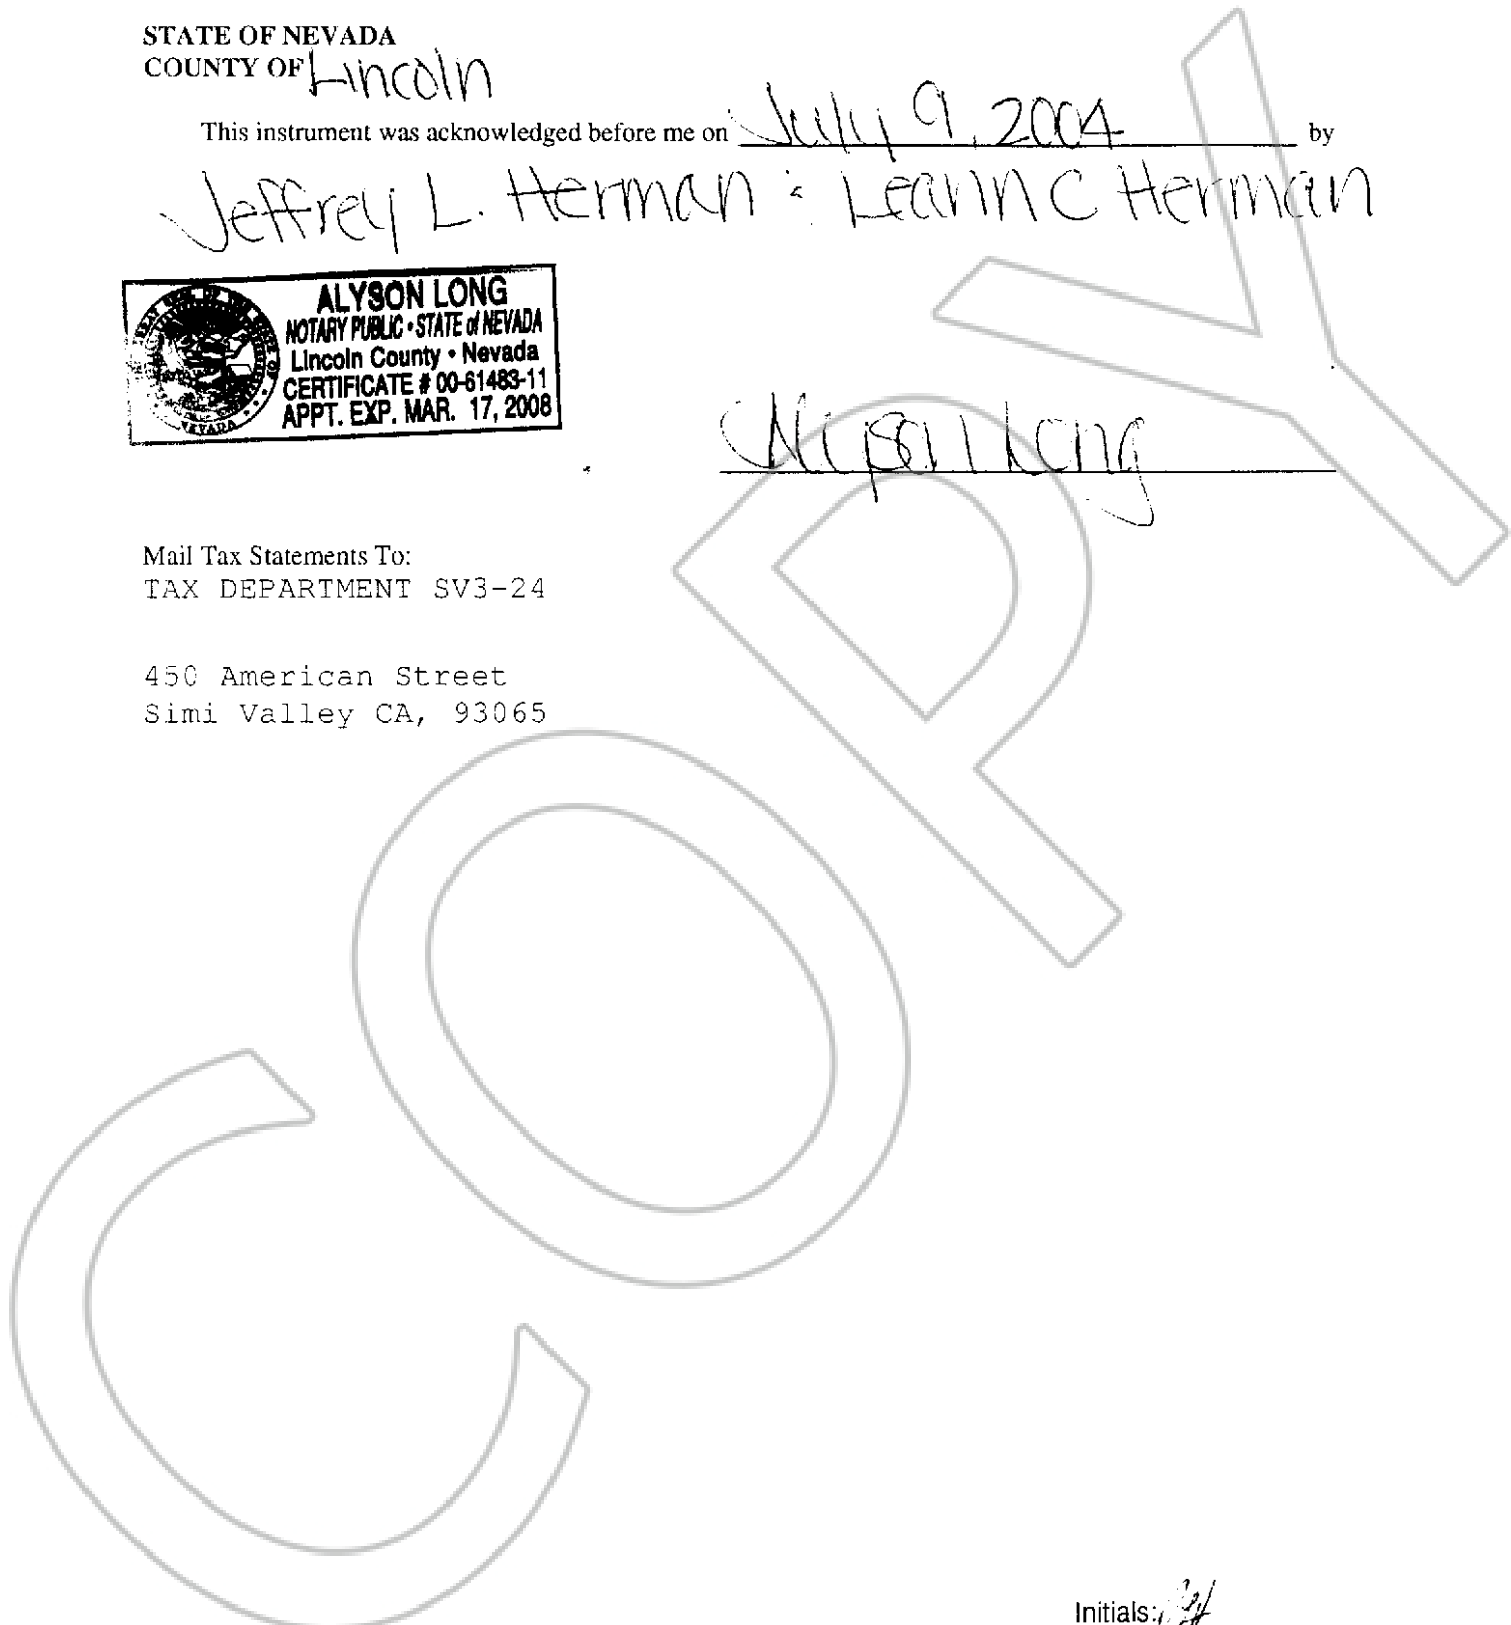 STATE OF NEVADA
COUNTY OF Lincoln
This instrument was acknowledged before me on July 9, 2004 by
Jeffrey L. Herman & Leann C Herman
ALYSON LONG
NOTARY PUBLIC • STATE of NEVADA
Lincoln County • Nevada
CERTIFICATE # 00-61483-11
APPT. EXP. MAR. 17, 2008
NEVADA
Alyson Long
Mail Tax Statements To:
TAX DEPARTMENT SV3-24
450 American Street
Simi Valley CA, 93065
COPY
Initials: